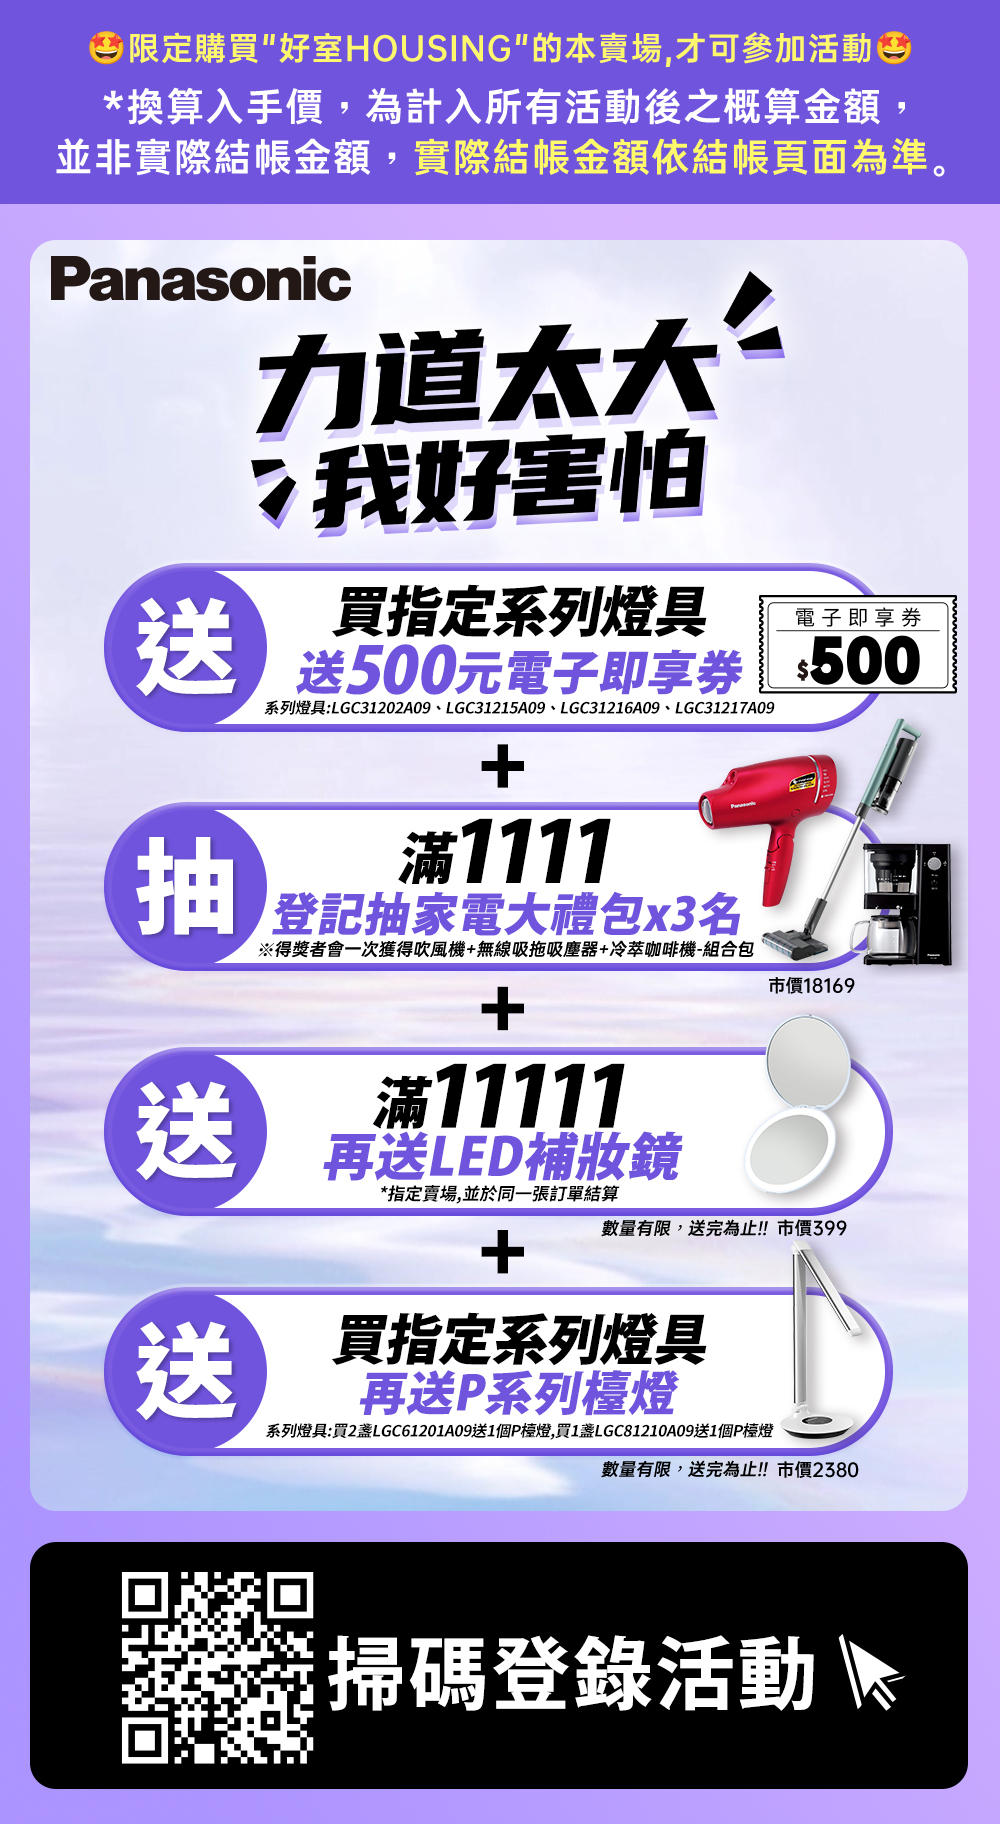 🤩限定購買"好室HOUSING"的本賣場,才可參加活動🤩
*換算入手價，為計入所有活動後之概算金額，
並非實際結帳金額，實際結帳金額依結帳頁面為準。
Panasonic
力道太大
我好害怕
送
買指定系列燈具
送500元電子即享券
系列燈具:LGC31202A09、LGC31215A09、LGC31216A09、LGC31217A09
電子即享券
$500
+
抽
滿1111
登記抽家電大禮包x3名
※得獎者會一次獲得吹風機+無線吸拖吸塵器+冷萃咖啡機-組合包
Panasonic
市價18169
+
送
滿11111
再送LED補妝鏡
*指定賣場,並於同一張訂單結算
數量有限，送完為止!! 市價399
+
送
買指定系列燈具
再送P系列檯燈
系列燈具:買2盞LGC61201A09送1個P檯燈,買1盞LGC81210A09送1個P檯燈
數量有限，送完為止!! 市價2380
掃碼登錄活動